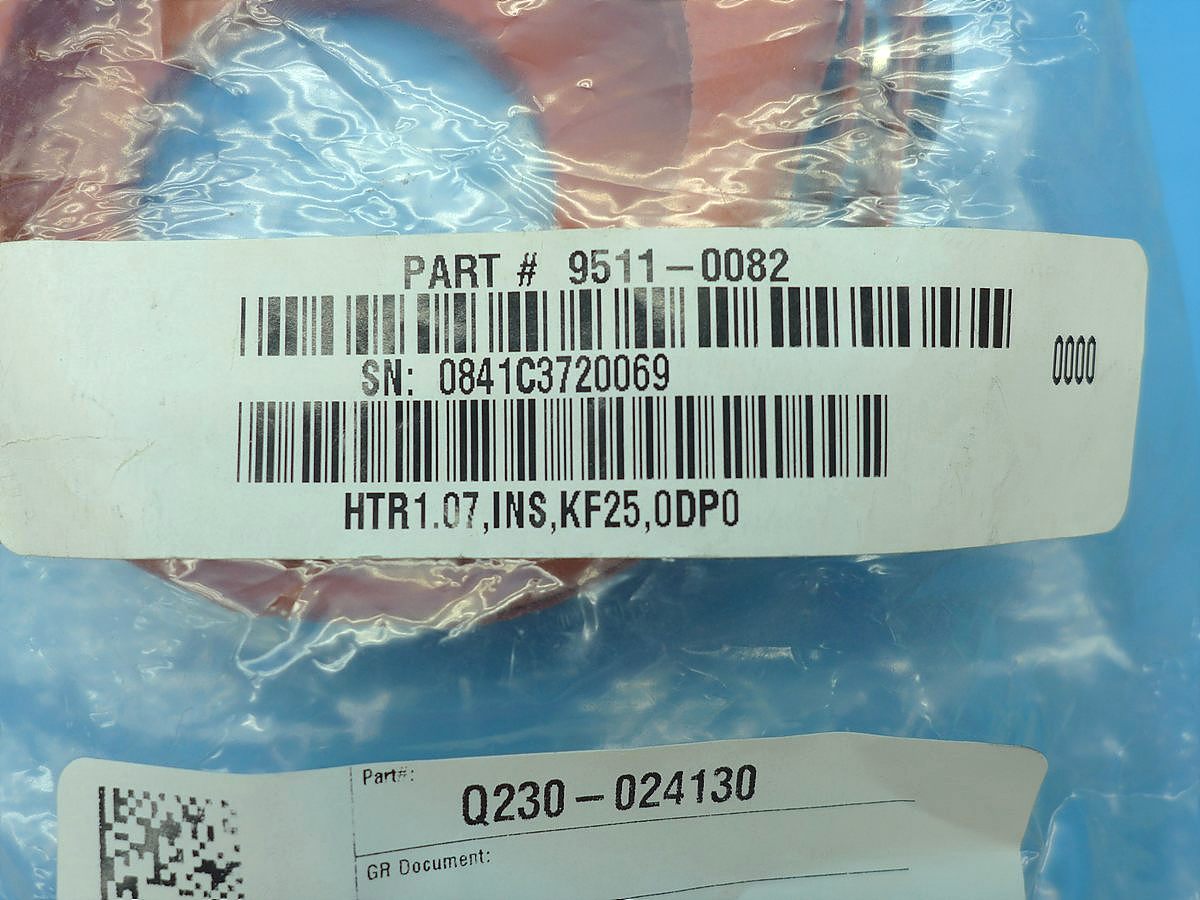 PART # 9511-0082
SN: 0841C3720069
0000
HTR1.07,INS,KF25,0DP0
Part#:
Q230-024130
GR Document: